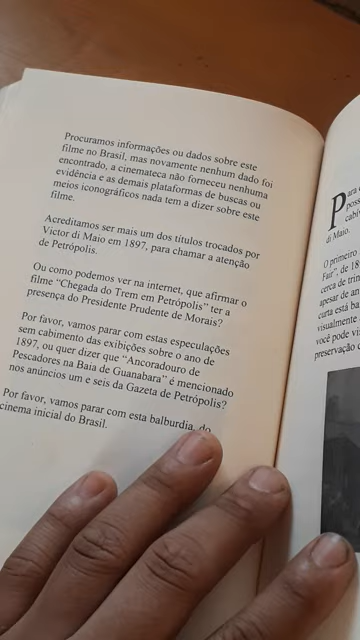 Procuramos informações ou dados sobre este
filme no Brasil, mas novamente nenhum dado foi
encontrado, a cinemateca não forneceu nenhuma
evidência e as demais plataformas de buscas ou
meios iconográficos nada tem a dizer sobre este
filme.
Acreditamos ser mais um dos títulos trocados por
Victor di Maio em 1897, para chamar a atenção
de Petrópolis.
Ou como podemos ver na internet, que afirmar o
filme “Chegada do Trem em Petrópolis” ter a
presença do Presidente Prudente de Morais?
Por favor, vamos parar com estas especulações
sem cabimento das exibições sobre o ano de
1897, ou quer dizer que “Ancoradouro de
Pescadores na Baia de Guanabara” é mencionado
nos anúncios um e seis da Gazeta de Petrópolis?
Por favor, vamos parar com esta balburdia, do
cinema inicial do Brasil.
Para
poss
cabi
di Maio.
O primeiro
Fair”, de 18
cerca de trin
apesar de an
curta está ba
visualmente
você pode vis
preservação c